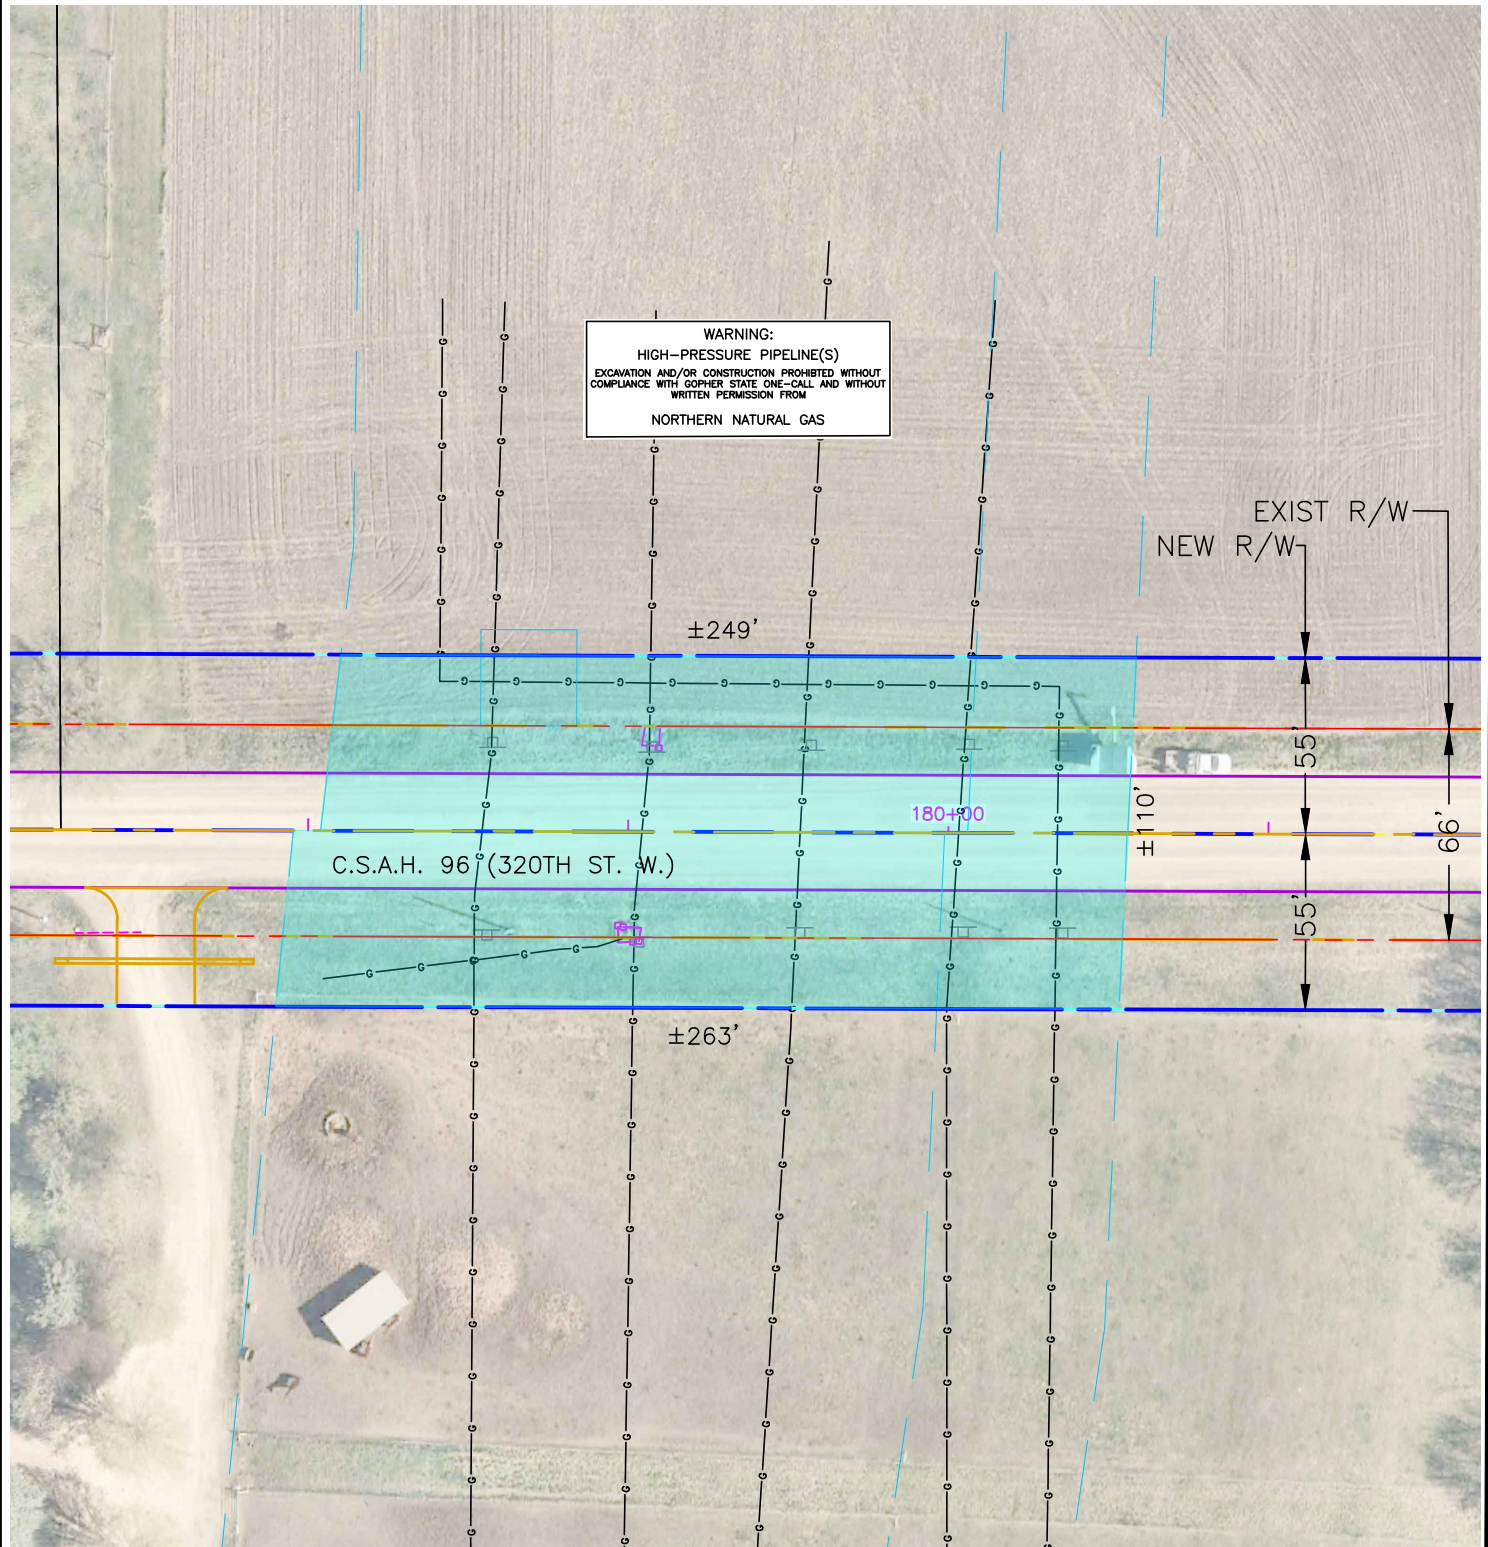 WARNING:
HIGH-PRESSURE PIPELINE(S)
EXCAVATION AND/OR CONSTRUCTION PROHIBTED WITHOUT
COMPLIANCE WITH GOPHER STATE ONE-CALL AND WITHOUT
WRITTEN PERMISSION FROM
NORTHERN NATURAL GAS
EXIST R/W
NEW R/W
±249'
55'
180+00
±110'
66'
C.S.A.H. 96 (320TH ST. W.)
55'
±263'